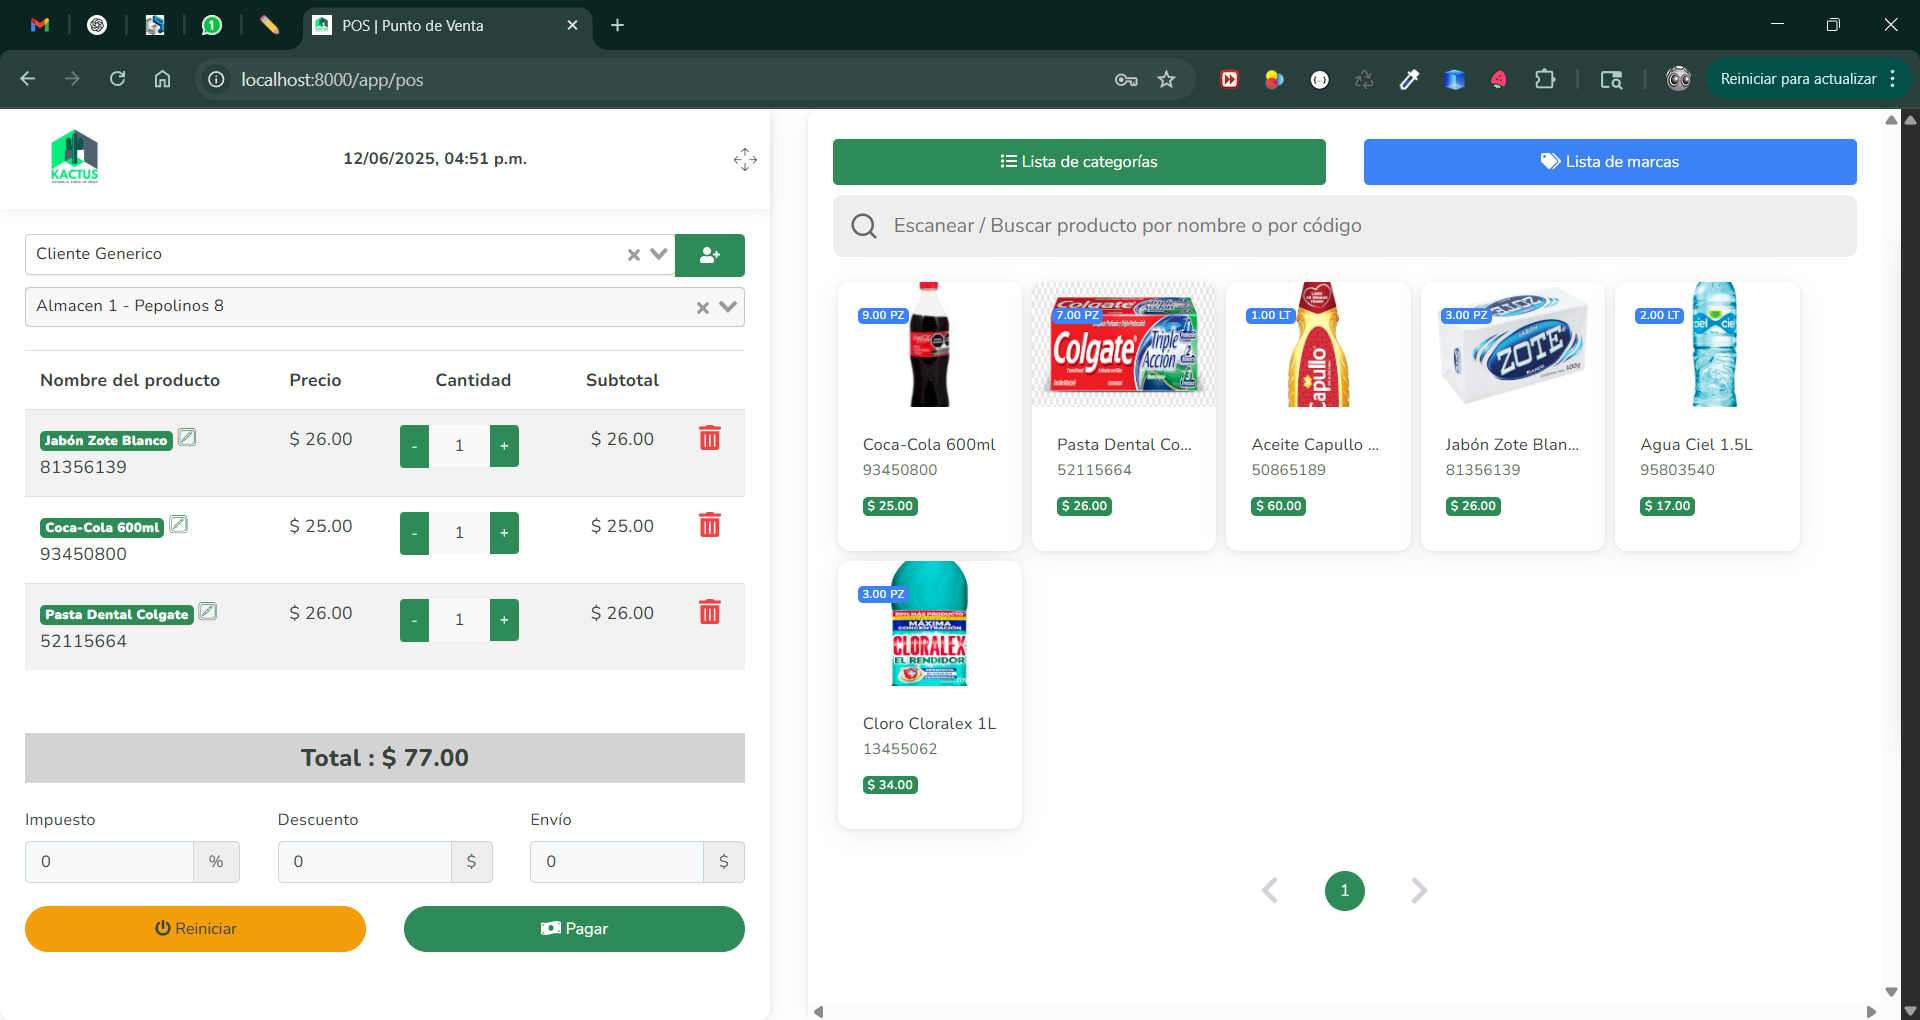 POS | Punto de Venta
localhost:8000/app/pos
Reiniciar para actualizar
KACTUS
12/06/2025, 04:51 p.m.
Cliente Generico
Almacen 1 - Pepolinos 8
Nombre del producto Precio Cantidad Subtotal
Jabón Zote Blanco $ 26.00 - 1 + $ 26.00
81356139
Coca-Cola 600ml $ 25.00 - 1 + $ 25.00
93450800
Pasta Dental Colgate $ 26.00 - 1 + $ 26.00
52115664
Total : $ 77.00
Impuesto Descuento Envío
0 % 0 $ 0 $
Reiniciar Pagar
Lista de categorías Lista de marcas
Escanear / Buscar producto por nombre o por código
9.00 PZ
Coca-Cola 600ml
93450800
$ 25.00
7.00 PZ
Colgate
Colgate
Triple
Acción
Pasta Dental Co...
52115664
$ 26.00
1.00 LT
Capullo
Aceite Capullo ...
50865189
$ 60.00
3.00 PZ
ZOTE
JABÓN
ZOTE
Jabón Zote Blan...
81356139
$ 26.00
2.00 LT
ciel
ciel
Agua Ciel 1.5L
95803540
$ 17.00
3.00 PZ
MÁXIMA
CONCENTRACIÓN
CLORALEX
EL RENDIDOR
Cloro Cloralex 1L
13455062
$ 34.00
1